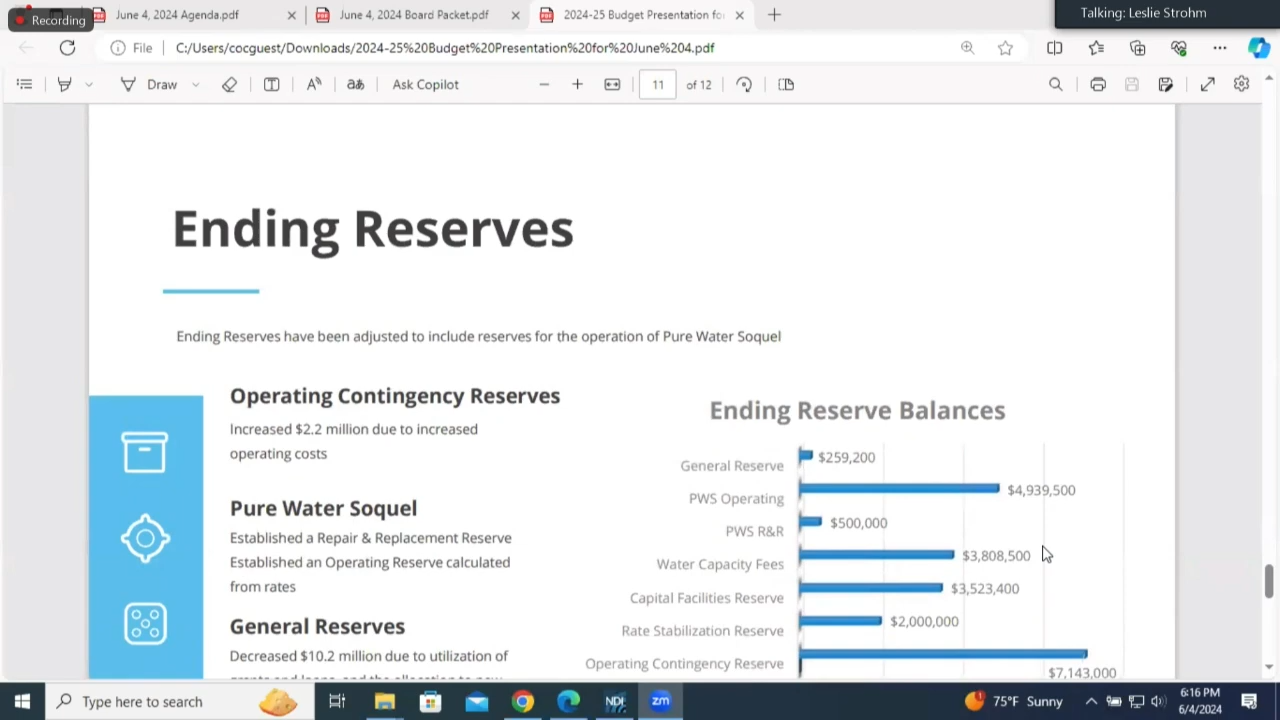 Recording
June 4, 2024 Agenda.pdf
June 4, 2024 Board Packet.pdf
2024-25 Budget Presentation for
Talking: Leslie Strohm
File
C:/Users/cocguest/Downloads/2024-25%20Budget%20Presentation%20for%20June%204.pdf
Draw
Ask Copilot
11 of 12
Ending Reserves
Ending Reserves have been adjusted to include reserves for the operation of Pure Water Soquel
Operating Contingency Reserves
Increased $2.2 million due to increased
operating costs
Pure Water Soquel
Established a Repair & Replacement Reserve
Established an Operating Reserve calculated
from rates
General Reserves
Decreased $10.2 million due to utilization of
Ending Reserve Balances
General Reserve $259,200
PWS Operating $4,939,500
PWS R&R $500,000
Water Capacity Fees $3,808,500
Capital Facilities Reserve $3,523,400
Rate Stabilization Reserve $2,000,000
Operating Contingency Reserve $7,143,000
Type here to search
NDI
zm
75°F Sunny
6:16 PM
6/4/2024